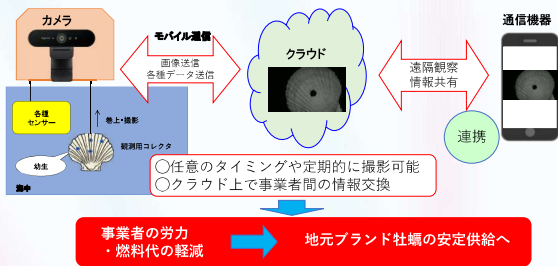 カメラ
モバイル通信
画像送信
各種データ送信
クラウド
通信機器
遠隔観察
情報共有
各種
センサー
巻上・撮影
観測用コレクタ
幼生
海中
連携
〇任意のタイミングや定期的に撮影可能
〇クラウド上で事業者間の情報交換
事業者の労力
・燃料代の軽減
地元ブランド牡蠣の安定供給へ